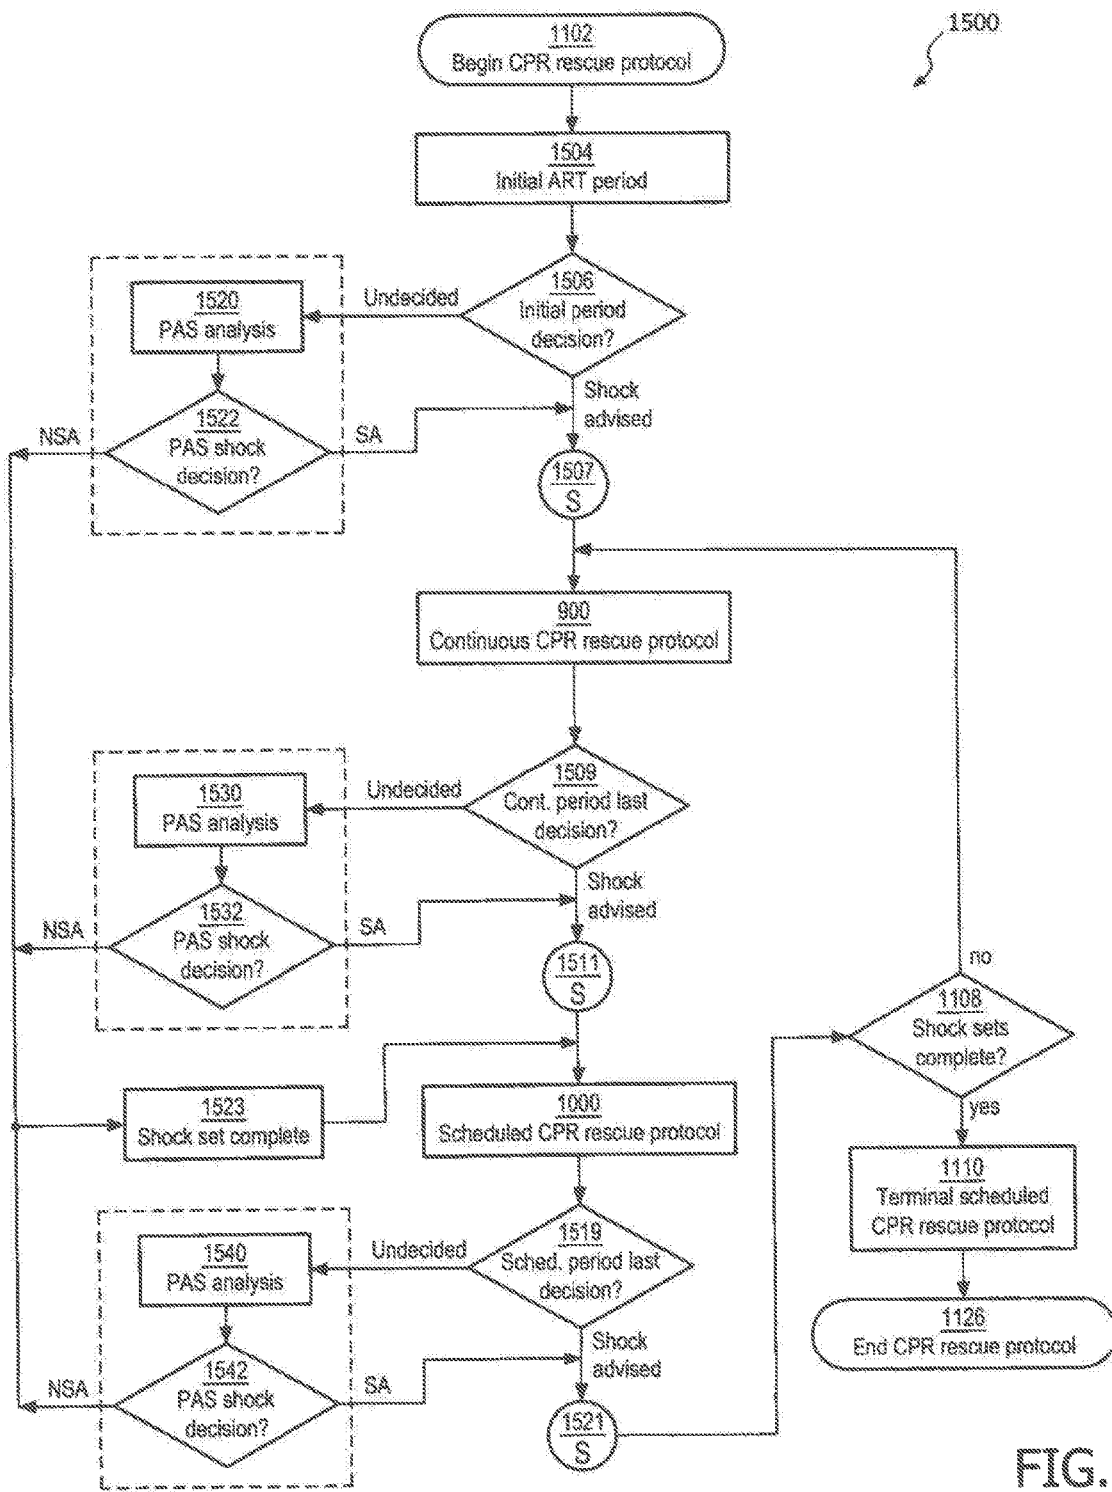 1500
1102
Begin CPR rescue protocol
1504
Initial ART period
1506
Initial period
decision?
Undecided
1520
PAS analysis
1522
PAS shock
decision?
NSA
SA
Shock
advised
1507
S
900
Continuous CPR rescue protocol
1509
Cont. period last
decision?
Undecided
1530
PAS analysis
1532
PAS shock
decision?
NSA
SA
Shock
advised
1511
S
1523
Shock set complete
1000
Scheduled CPR rescue protocol
1519
Sched. period last
decision?
Undecided
1540
PAS analysis
1542
PAS shock
decision?
NSA
SA
Shock
advised
1521
S
no
1108
Shock sets
complete?
yes
1110
Terminal scheduled
CPR rescue protocol
1126
End CPR rescue protocol
FIG.